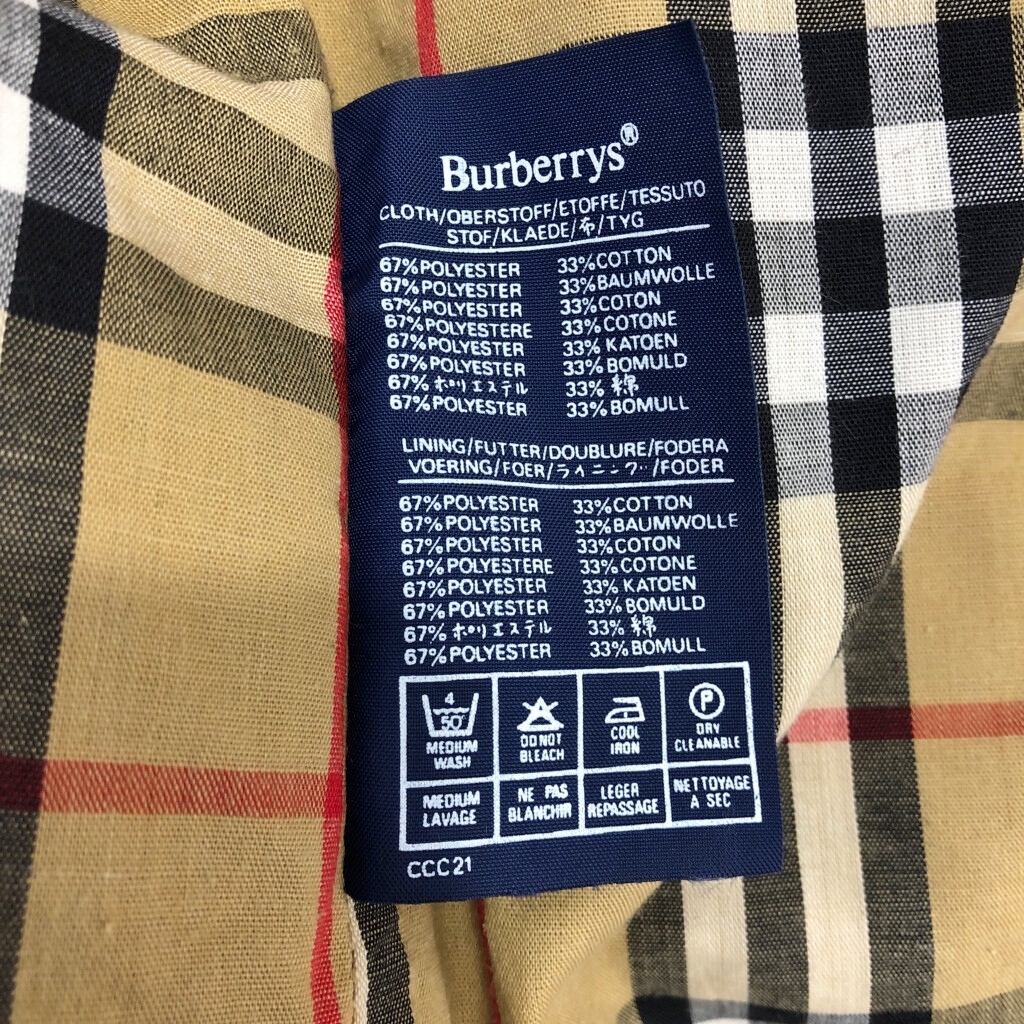 Burberrys®
CLOTH/OBERSTOFF/ETOFFE/TESSUTO
STOF/KLAEDE/布/TYG
67%POLYESTER 33%COTTON
67%POLYESTER 33%BAUMWOLLE
67%POLYESTER 33%COTON
67%POLYESTERE 33%COTONE
67%POLYESTER 33% KATOEN
67%POLYESTER 33%BOMULD
67%ポリエステル 33% 綿
67%POLYESTER 33%BOMULL
LINING/FUTTER/DOUBLURE/FODERA
VOERING/FOER/ライニング/FODER
67%POLYESTER 33%COTTON
67%POLYESTER 33%BAUMWOLLE
67%POLYESTER 33%COTON
67%POLYESTERE 33%COTONE
67%POLYESTER 33% KATOEN
67%POLYESTER 33%BOMULD
67%ポリエステル 33% 綿
67%POLYESTER 33%BOMULL
4
50°
MEDIUM
WASH
DO NOT
BLEACH
COOL
IRON
P
DRY
CLEANABLE
MEDIUM
LAVAGE
NE PAS
BLANCHIR
LEGER
REPASSAGE
NETTOYAGE
A SEC
CCC21